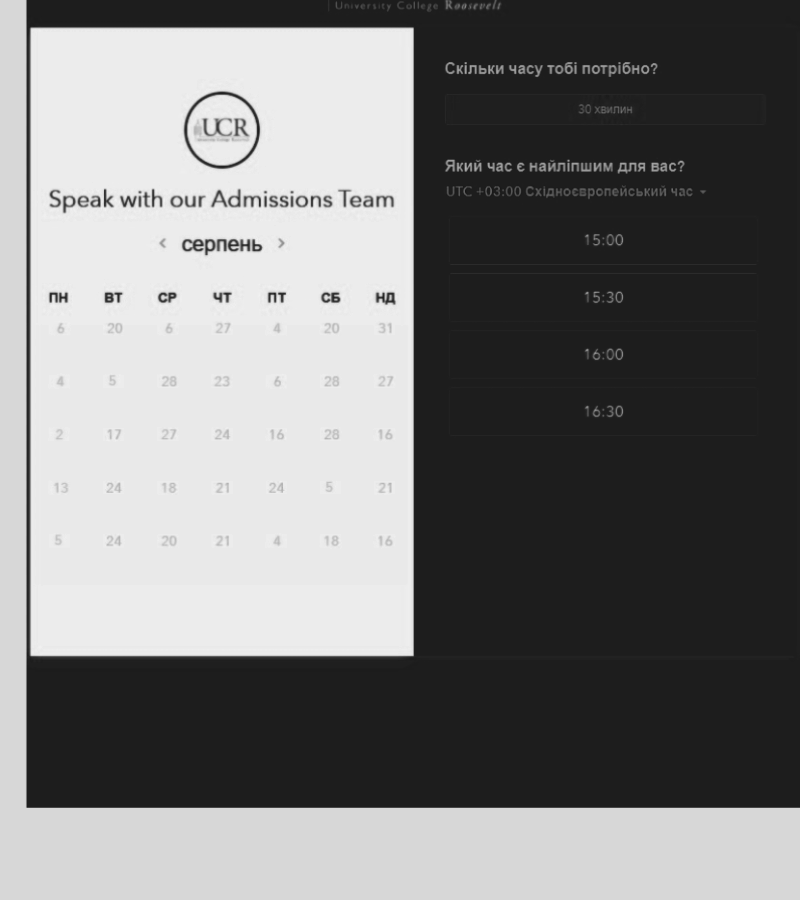 University College Roosevelt
UCR
Speak with our Admissions Team
‹ серпень ›
ПН ВТ СР ЧТ ПТ СБ НД
6 20 6 27 4 20 31
4 5 28 23 6 28 27
2 17 27 24 16 28 16
13 24 18 21 24 5 21
5 24 20 21 4 18 16
Скільки часу тобі потрібно?
30 хвилин
Який час є найліпшим для вас?
UTC +03:00 Східноєвропейський час
15:00
15:30
16:00
16:30